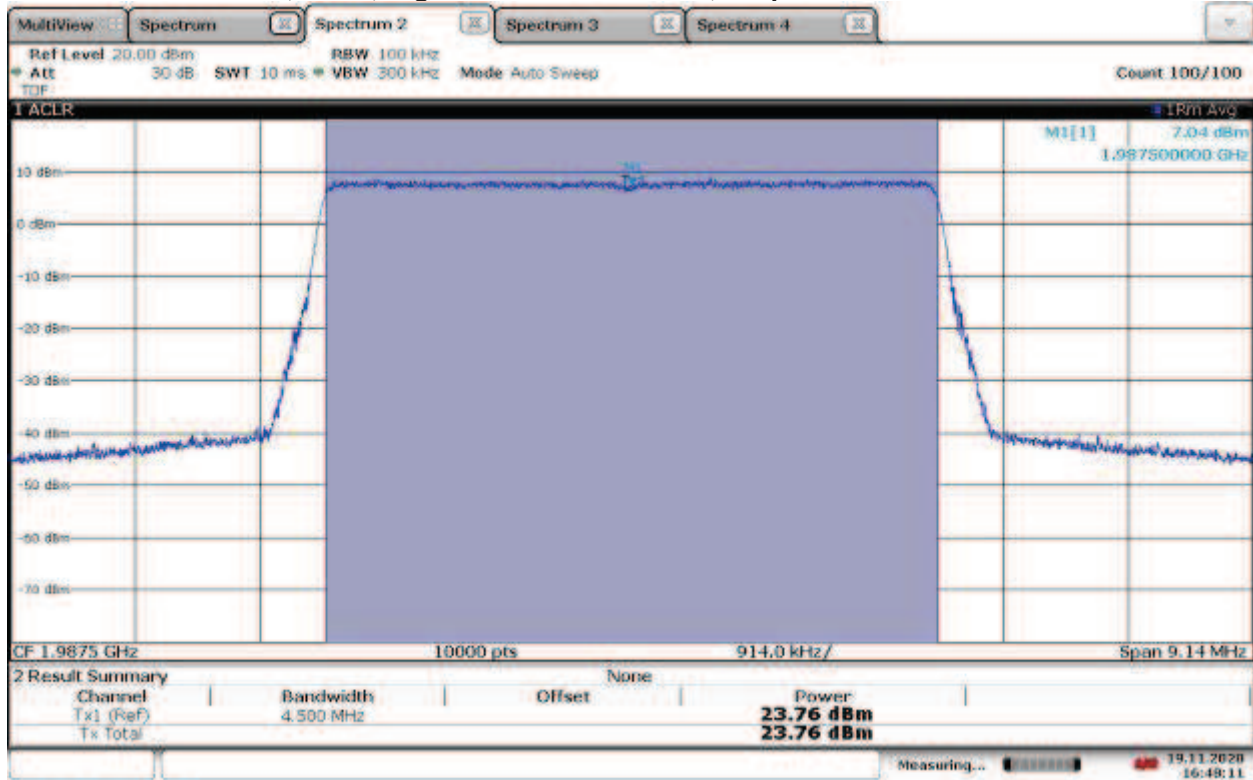 MultiView Spectrum Spectrum 2 Spectrum 3 Spectrum 4
Ref Level 20.00 dBm RBW 100 kHz
Att 30 dB SWT 10 ms VBW 300 kHz Mode Auto Sweep Count 100/100
TDF
1 ACLR 1Rm Avg
M1[1] 7.04 dBm
1.987500000 GHz
M1
10 dBm
Tx1
0 dBm
-10 dBm
-20 dBm
-30 dBm
-40 dBm
-50 dBm
-60 dBm
-70 dBm
CF 1.9875 GHz 10000 pts 914.0 kHz/ Span 9.14 MHz
2 Result Summary None
Channel Bandwidth Offset Power
Tx1 (Ref) 4.500 MHz 23.76 dBm
Tx Total 23.76 dBm
Measuring... 19.11.2020
16:48:11